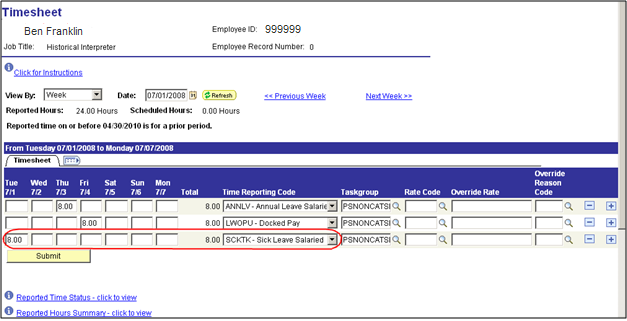 Timesheet
Ben Franklin Employee ID: 999999
Job Title: Historical Interpreter Employee Record Number: 0
Click for Instructions
View By: Week Date: 07/01/2008 Refresh << Previous Week Next Week >>
Reported Hours: 24.00 Hours Scheduled Hours: 0.00 Hours
Reported time on or before 04/30/2010 is for a prior period.
From Tuesday 07/01/2008 to Monday 07/07/2008
Timesheet
Tue 7/1 Wed 7/2 Thu 7/3 Fri 7/4 Sat 7/5 Sun 7/6 Mon 7/7 Total Time Reporting Code Taskgroup Rate Code Override Rate Override Reason Code
8.00 8.00 ANNLV - Annual Leave Salarie PSNONCATSI
8.00 8.00 LWOPU - Docked Pay PSNONCATSI
8.00 8.00 SCKTK - Sick Leave Salaried PSNONCATSI
Submit
Reported Time Status - click to view
Reported Hours Summary - click to view